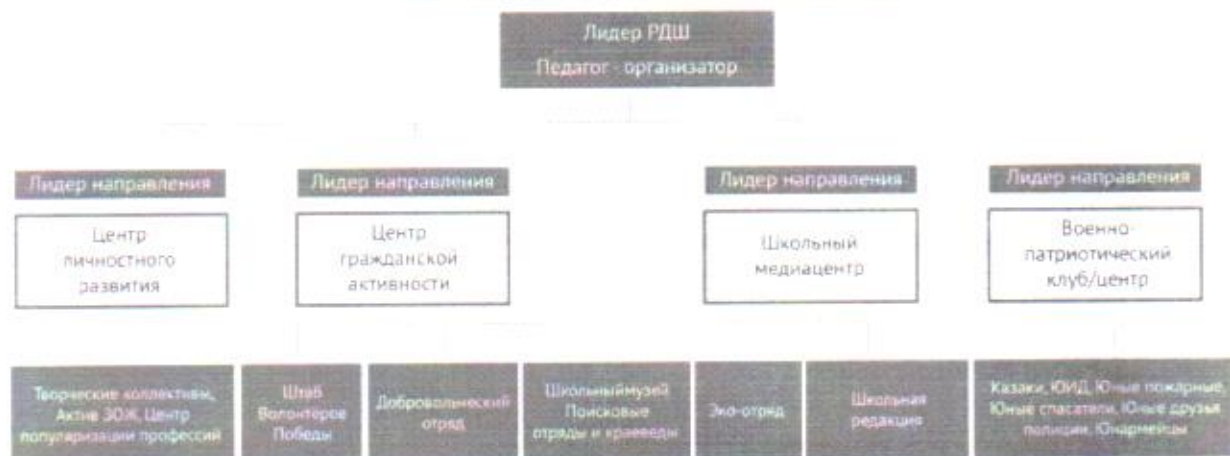 Лидер РДШ
Педагог - организатор
Лидер направления
Центр
личностного
развития
Лидер направления
Центр
гражданской
активности
Лидер направления
Школьный
медиацентр
Лидер направления
Военно-
патриотический
клуб/центр
Творческие коллективы,
Актив ЗОЖ, Центр
популяризации профессий
Штаб
Волонтеров
Победы
Добровольческий
отряд
Школьныймузей
Поисковые
отряды и краеведы
Эко-отряд
Школьная
редакция
Казаки, ЮИД, Юные пожарные,
Юные спасатели, Юные друзья
полиции, Юнармейцы